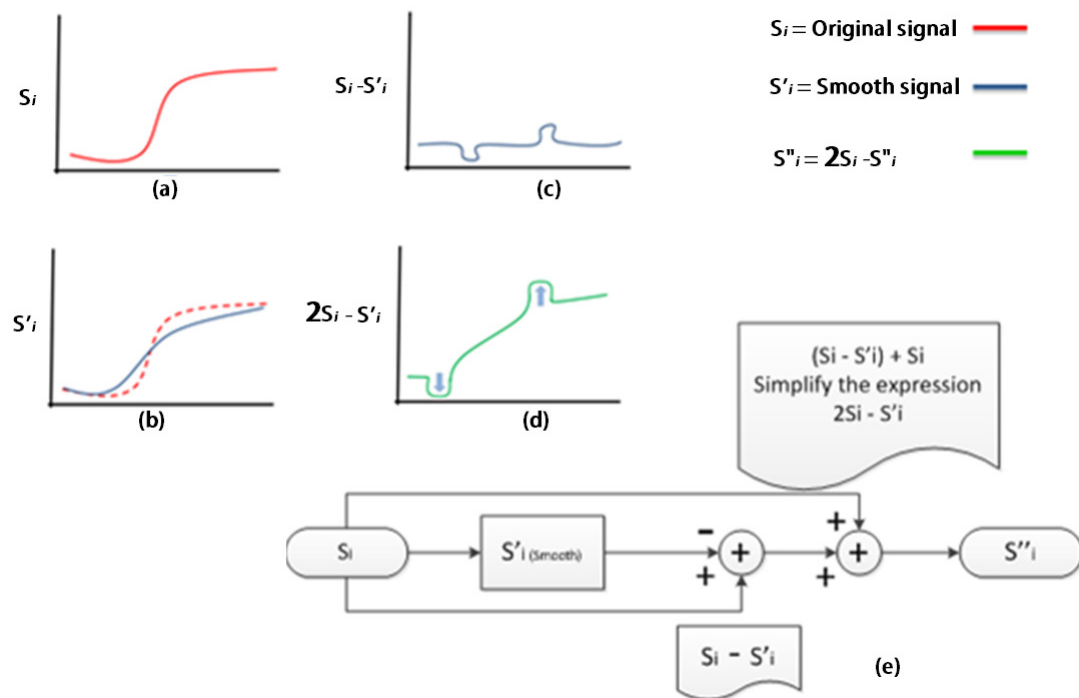 Si
(a)
Si -S'i
(c)
Si = Original signal
S'i = Smooth signal
S"i = 2Si -S"i
S'i
(b)
2Si - S'i
(d)
(Si - S'i) + Si
Simplify the expression
2Si - S'i
Si
S'i (Smooth)
-
+
+
+
+
+
S''i
Si - S'i
(e)